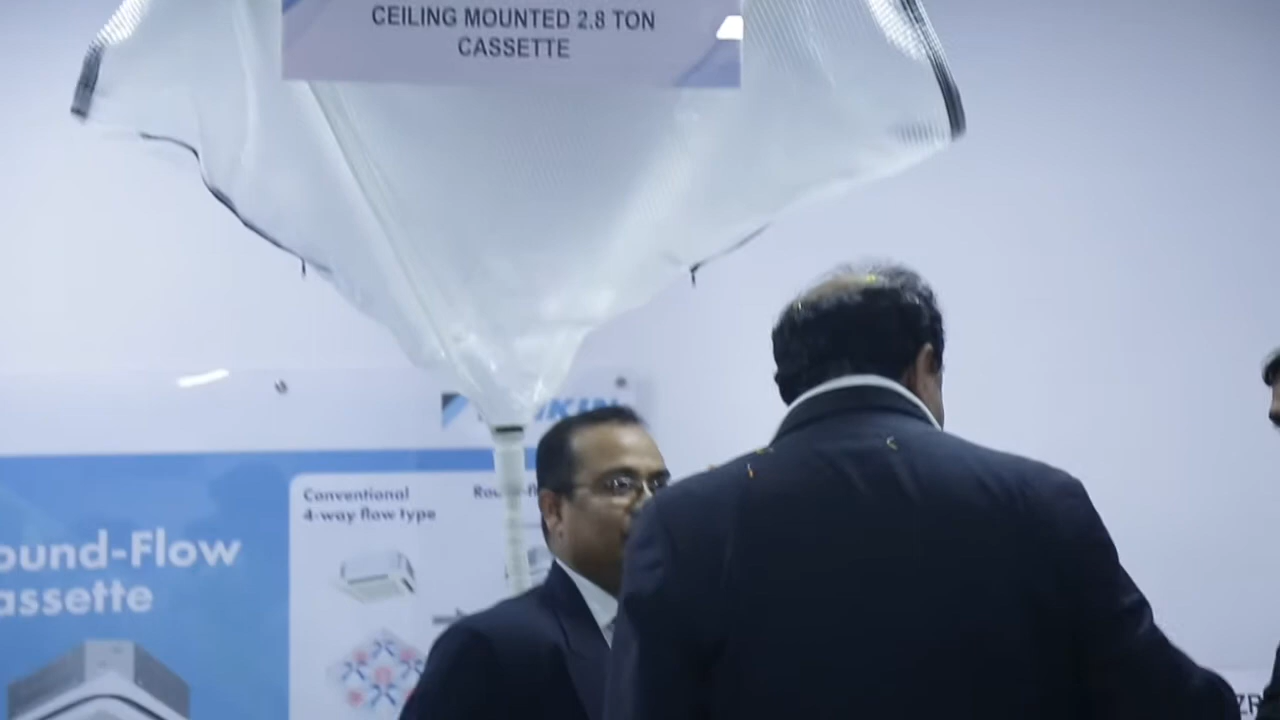 CEILING MOUNTED 2.8 TON
CASSETTE
Conventional
4-way flow type
ound-Flow
assette